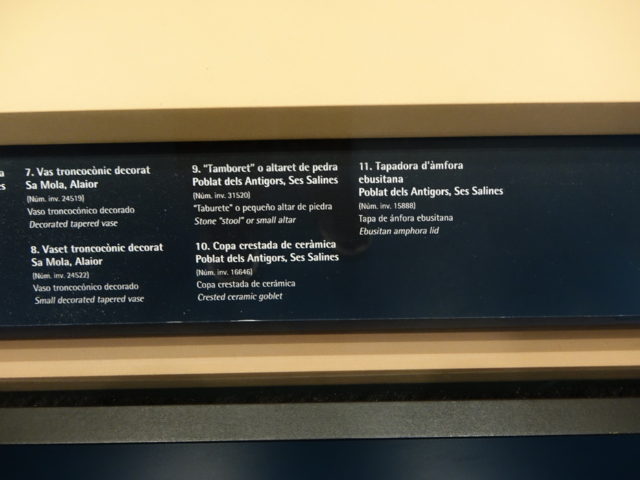 a
es
7. Vas troncocònic decorat
Sa Mola, Alaior
(Núm. inv. 24519)
Vaso troncocónico decorado
Decorated tapered vase
8. Vaset troncocònic decorat
Sa Mola, Alaior
(Núm. inv. 24522)
Vaso troncocónico decorado
Small decorated tapered vase
9. "Tamboret" o altaret de pedra
Poblat dels Antigors, Ses Salines
(Núm. inv. 31520)
"Taburete" o pequeño altar de piedra
Stone "stool" or small altar
10. Copa crestada de ceràmica
Poblat dels Antigors, Ses Salines
(Núm. inv. 16646)
Copa crestada de cerámica
Crested ceramic goblet
11. Tapadora d'àmfora
ebusitana
Poblat dels Antigors, Ses Salines
(Núm. inv. 15888)
Tapa de ánfora ebusitana
Ebusitan amphora lid